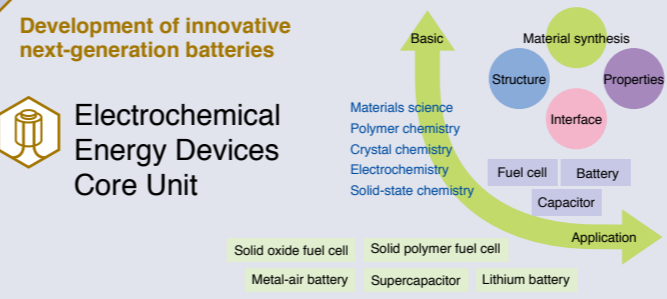 Development of innovative
next-generation batteries
Electrochemical
Energy Devices
Core Unit
Basic
Material synthesis
Structure
Properties
Interface
Materials science
Polymer chemistry
Crystal chemistry
Electrochemistry
Solid-state chemistry
Fuel cell
Battery
Capacitor
Application
Solid oxide fuel cell
Solid polymer fuel cell
Metal-air battery
Supercapacitor
Lithium battery